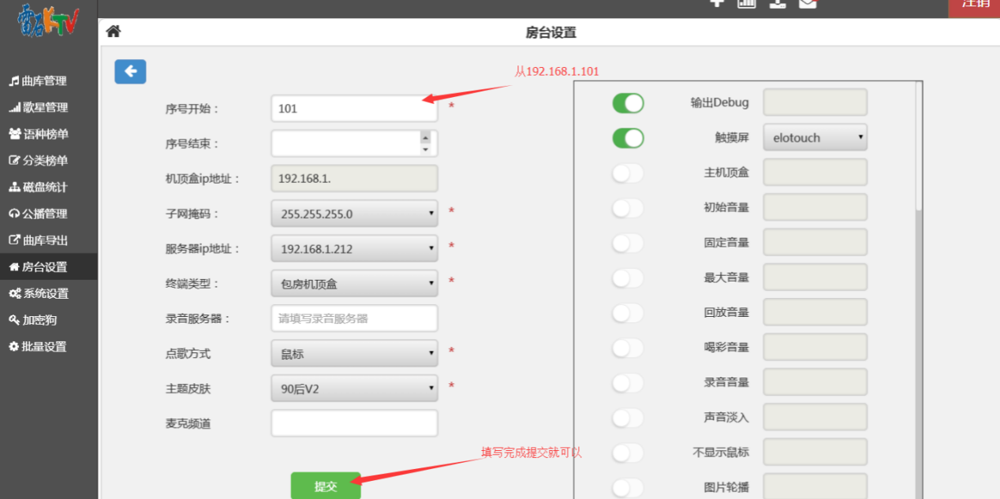 雷石KTV
注销
房台设置
曲库管理
歌星管理
语种榜单
分类榜单
磁盘统计
公播管理
曲库导出
房台设置
系统设置
加密狗
批量设置
从192.168.1.101
序号开始：
101
*
序号结束：
机顶盒ip地址：
192.168.1.
子网掩码：
255.255.255.0
*
服务器ip地址：
192.168.1.212
*
终端类型：
包房机顶盒
*
录音服务器：
请填写录音服务器
点歌方式
鼠标
*
主题皮肤
90后V2
*
麦克频道
填写完成提交就可以
提交
输出Debug
触摸屏
elotouch
主机顶盒
初始音量
固定音量
最大音量
回放音量
喝彩音量
录音音量
声音淡入
不显示鼠标
图片轮播